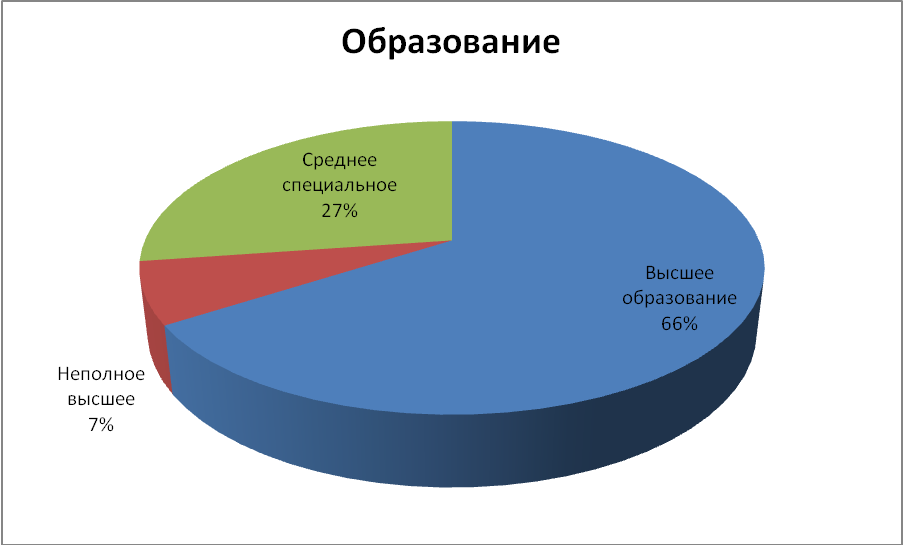 Образование
Среднее
специальное
27%
Высшее
образование
66%
Неполное
высшее
7%